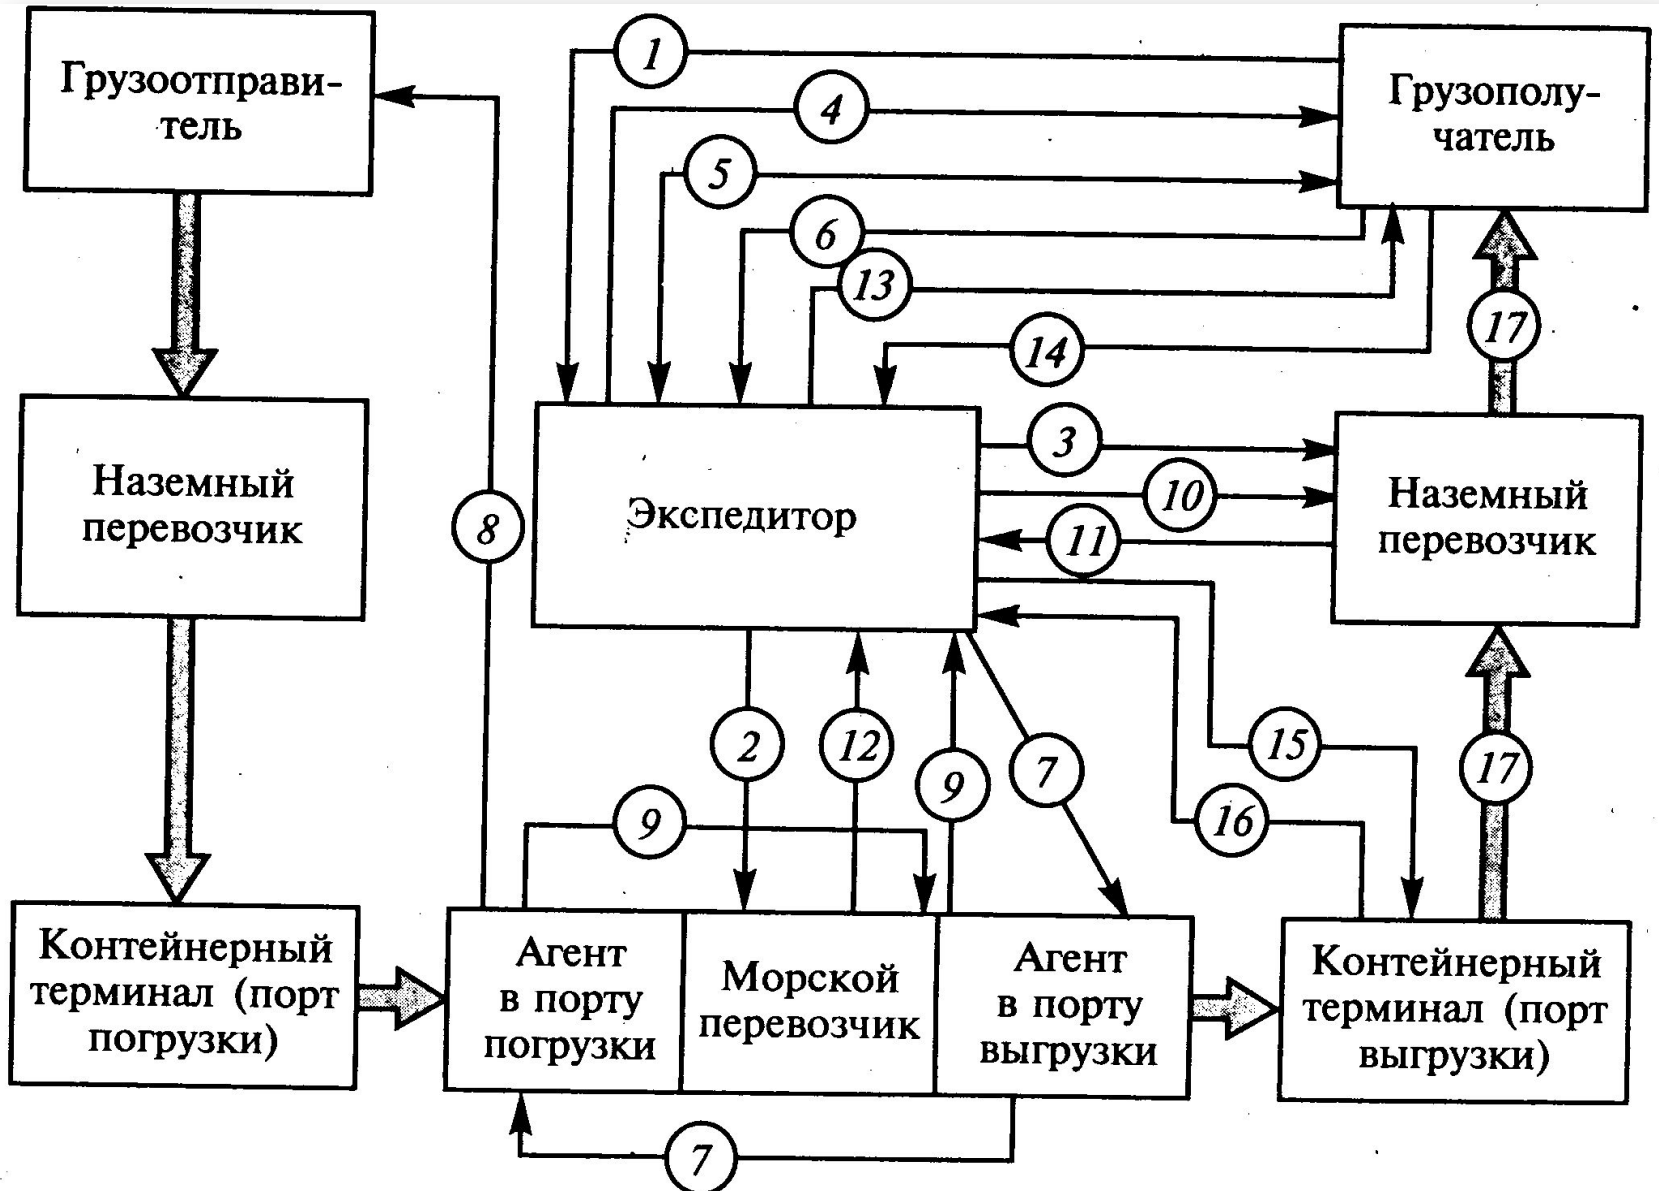 Грузоотправи-
тель
1
4
5
6
13
14
Грузополу-
чатель
17
Наземный
перевозчик
8
Экспедитор
3
10
11
Наземный
перевозчик
2
12
9
7
15
16
17
9
Контейнерный
терминал (порт
погрузки)
Агент
в порту
погрузки
Морской
перевозчик
Агент
в порту
выгрузки
Контейнерный
терминал (порт
выгрузки)
7